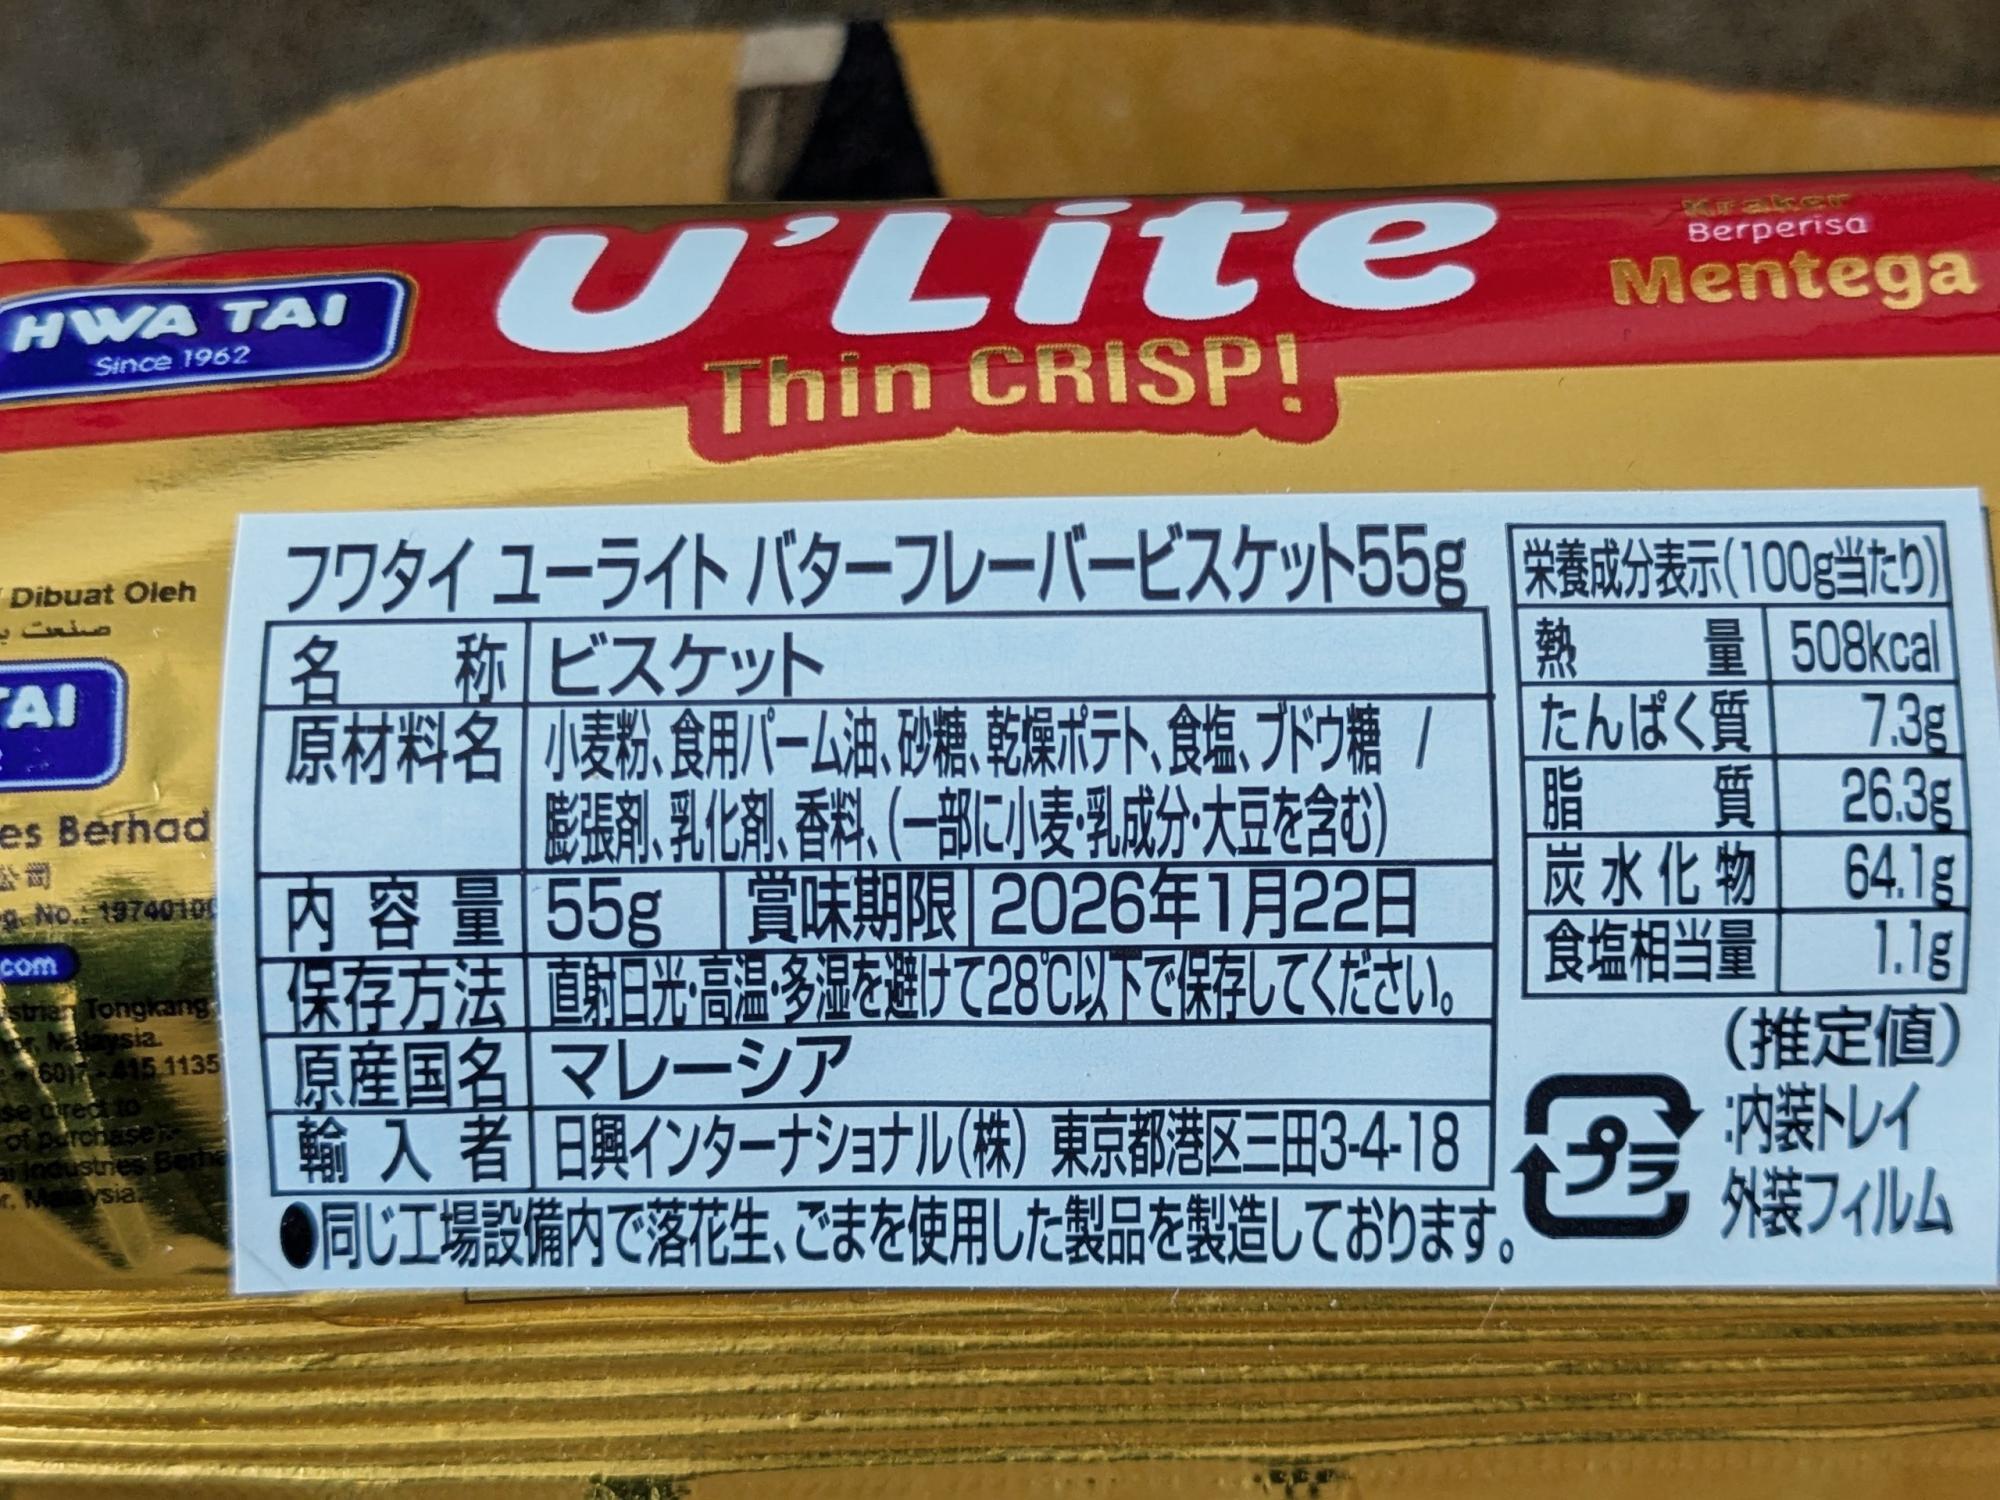 HWA TAI
Since 1962
U'Lite
Thin CRISP!
Kraker
Berperisa
Mentega
Dibuat Oleh
TAI
es Berhad
No.: 1974010
com
Tongkang
Malaysia.
415 1135
of purchase
Industries Berha
Malaysia.
フワタイ ユーライト バターフレーバービスケット55g
名 称 ビスケット
原材料名 小麦粉、食用パーム油、砂糖、乾燥ポテト、食塩、ブドウ糖 /
膨張剤、乳化剤、香料、(一部に小麦・乳成分・大豆を含む)
内容量 55g 賞味期限 2026年1月22日
保存方法 直射日光・高温・多湿を避けて28℃以下で保存してください。
原産国名 マレーシア
輸入者 日興インターナショナル(株) 東京都港区三田3-4-18
●同じ工場設備内で落花生、ごまを使用した製品を製造しております。
栄養成分表示(100g当たり)
熱 量 508kcal
たんぱく質 7.3g
脂 質 26.3g
炭水化物 64.1g
食塩相当量 1.1g
(推定値)
プラ
:内装トレイ
外装フィルム